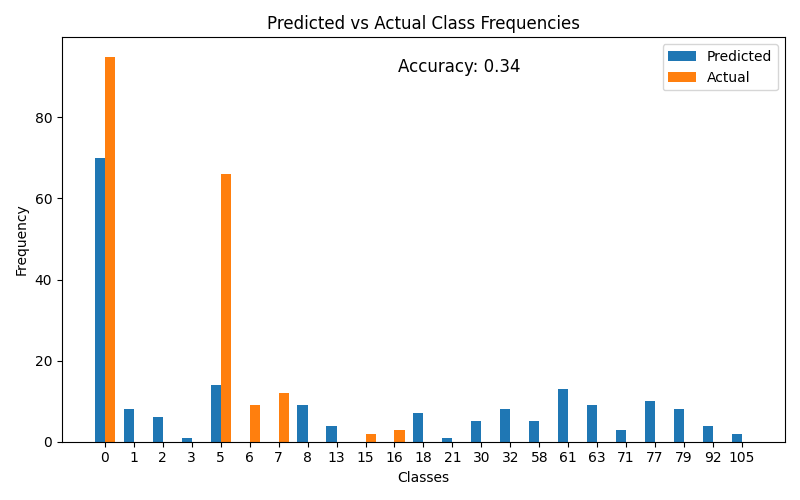 Predicted vs Actual Class Frequencies
Accuracy: 0.34
Predicted
Actual
Frequency
80
60
40
20
0
0 1 2 3 5 6 7 8 13 15 16 18 21 30 32 58 61 63 71 77 79 92 105
Classes